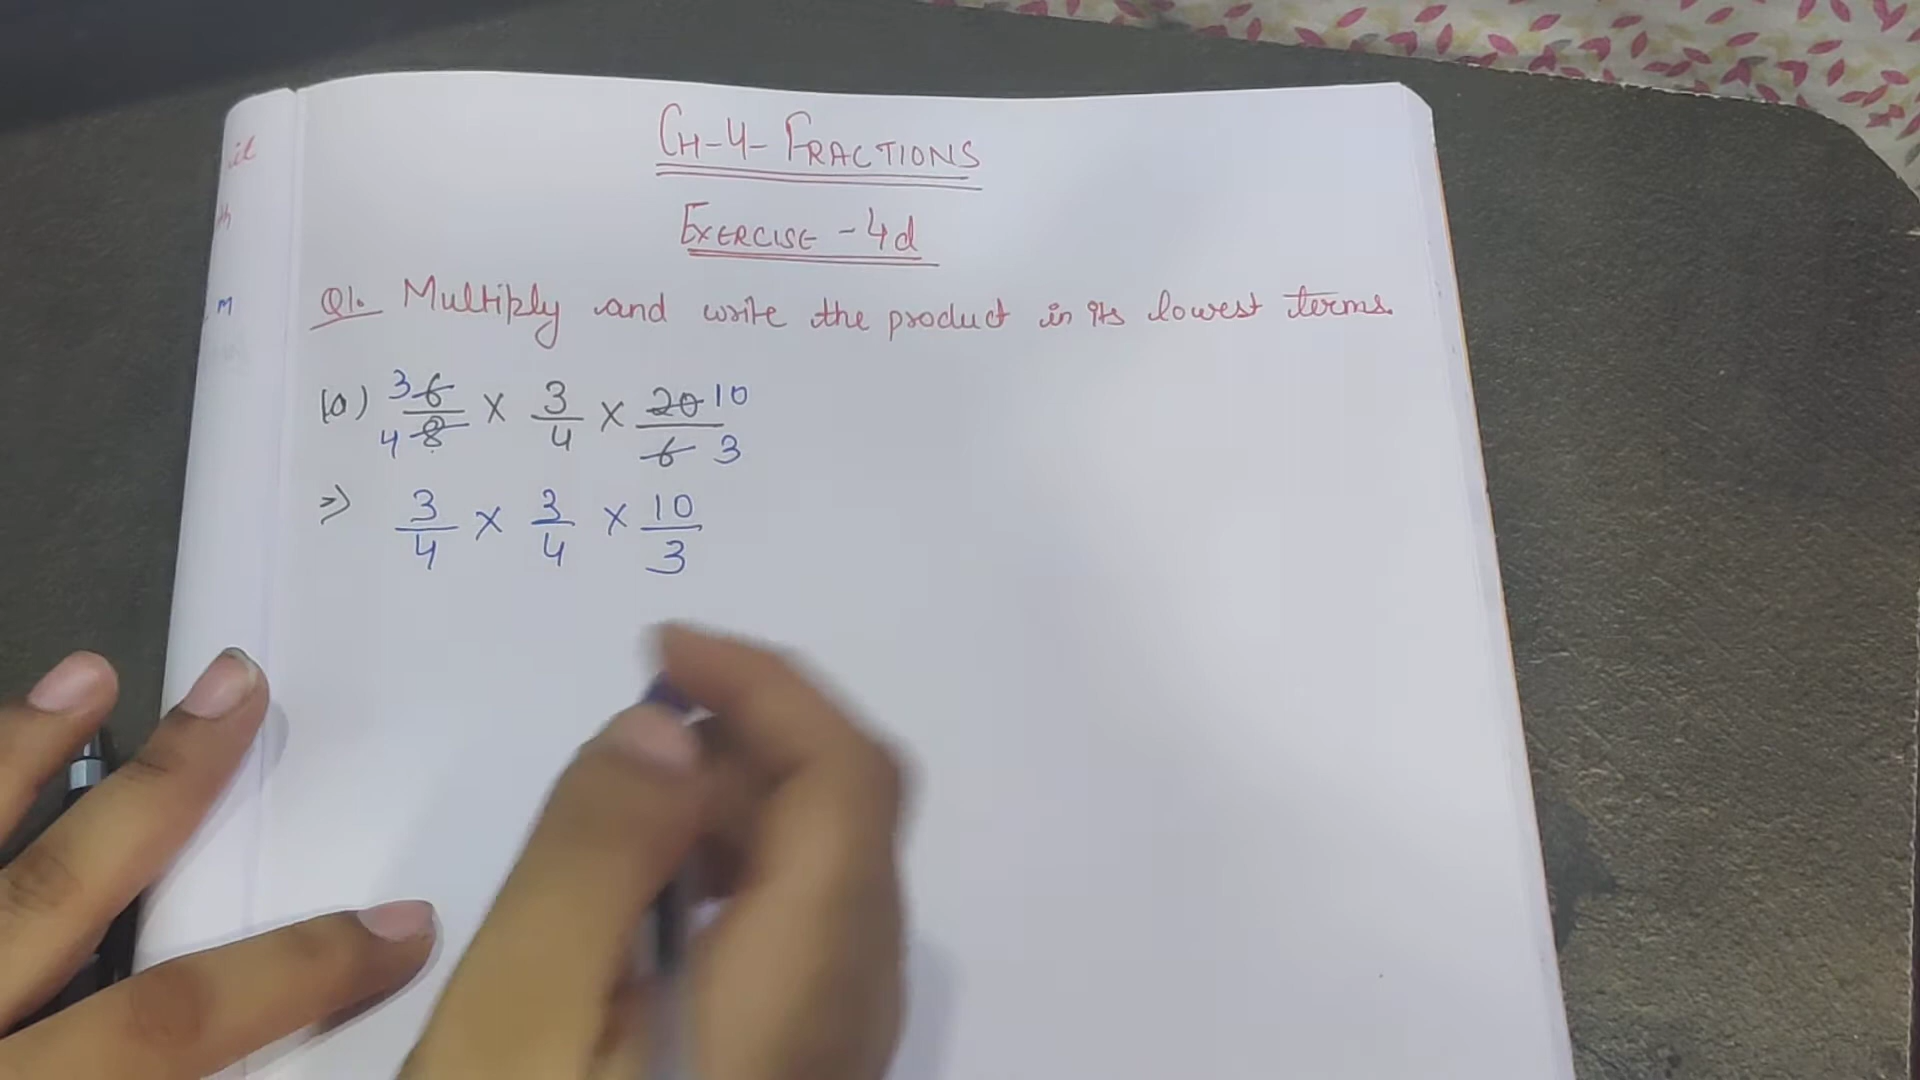 CH-4- FRACTIONS
EXERCISE - 4d
Q1. Multiply and write the product in its lowest terms.
(a) 3 6/8 4 × 3/4 × 20/6 10 3
⇒ 3/4 × 3/4 × 10/3
M